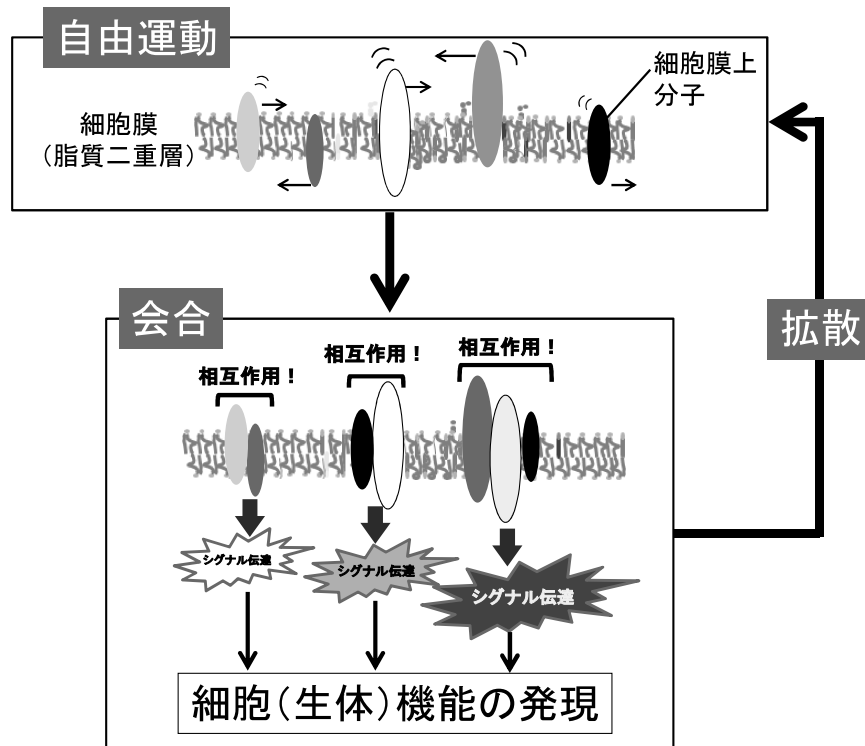 自由運動
細胞膜上
分子
細胞膜
（脂質二重層）
会合
拡散
相互作用！
相互作用！
相互作用！
シグナル伝達
シグナル伝達
シグナル伝達
細胞（生体）機能の発現